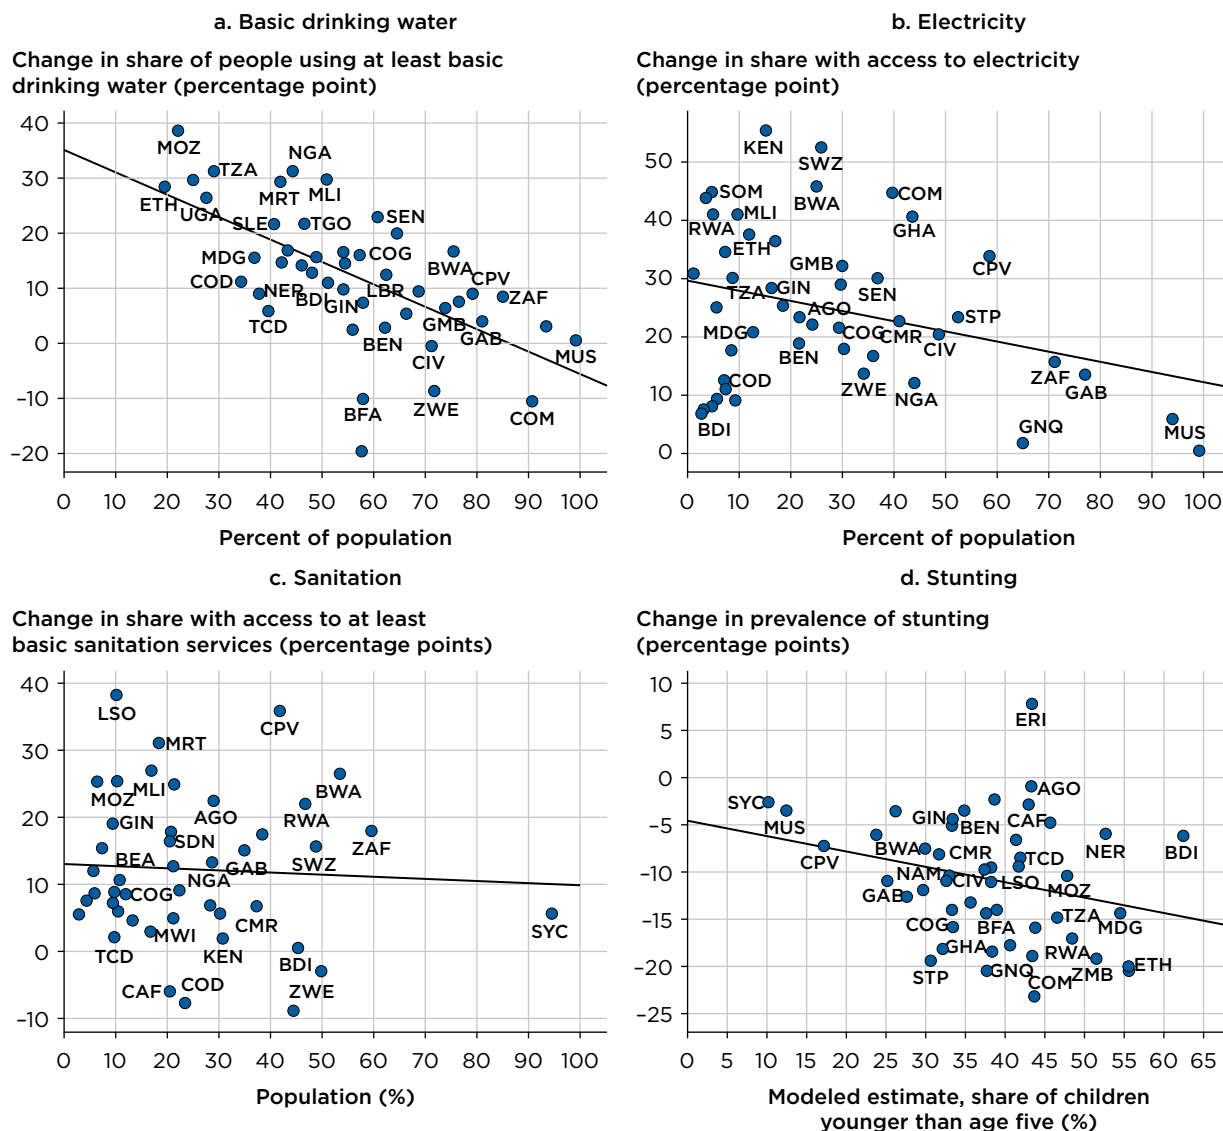 a. Basic drinking water
Change in share of people using at least basic
drinking water (percentage point)
40
30
20
10
0
–10
–20
MOZ
TZA
NGA
ETH
UGA
MRT
MLI
SLE
TGO
SEN
MDG
COG
BWA
COD
NER
BDI
GIN
LBR
CPV
ZAF
TCD
GMB
GAB
BEN
CIV
MUS
BFA
ZWE
COM
0 10 20 30 40 50 60 70 80 90 100
Percent of population
b. Electricity
Change in share with access to electricity
(percentage point)
50
40
30
20
10
0
KEN
SWZ
SOM
BWA
COM
RWA
MLI
GHA
ETH
GMB
CPV
TZA
GIN
SEN
AGO
STP
MDG
COG
CMR
CIV
BEN
COD
ZWE
NGA
ZAF
GAB
BDI
GNQ
MUS
0 10 20 30 40 50 60 70 80 90 100
Percent of population
c. Sanitation
Change in share with access to at least
basic sanitation services (percentage points)
40
30
20
10
0
–10
LSO
CPV
MRT
MLI
MOZ
BWA
AGO
RWA
GIN
SDN
ZAF
BEA
GAB
SWZ
COG
NGA
CMR
SYC
MWI
TCD
KEN
BDI
CAF
COD
ZWE
0 10 20 30 40 50 60 70 80 90 100
Population (%)
d. Stunting
Change in prevalence of stunting
(percentage points)
10
5
0
–5
–10
–15
–20
–25
ERI
AGO
SYC
MUS
GIN
BEN
CAF
CPV
BWA
CMR
TCD
NER
BDI
NAM
CIV
LSO
MOZ
GAB
COG
BFA
TZA
MDG
GHA
RWA
STP
GNQ
COM
ZMB
ETH
0 5 10 15 20 25 30 35 40 45 50 55 60 65
Modeled estimate, share of children
younger than age five (%)